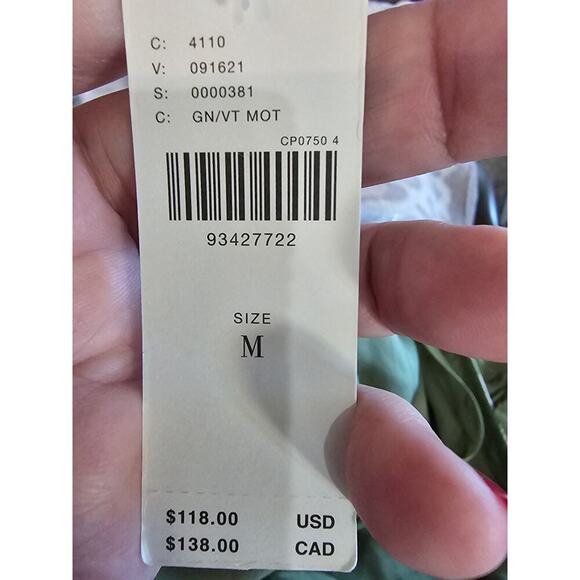 C: 4110
V: 091621
S: 0000381
C: GN/VT MOT
CP0750 4
93427722
SIZE
M
$118.00 USD
$138.00 CAD